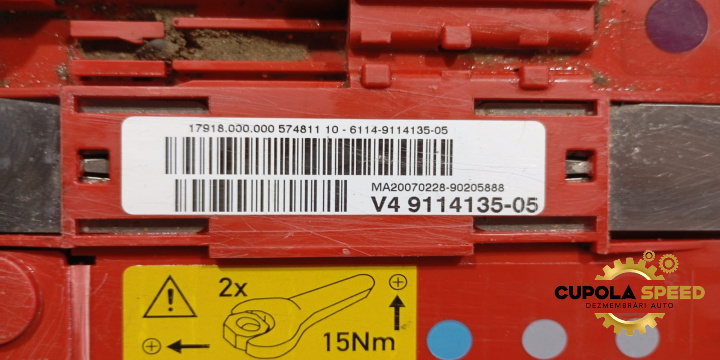 17918.000.000 574811 10 - 6114-9114135-05
MA20070228-90205888
V4 9114135-05
2x
15Nm
CUPOLA SPEED
DEZMEMBRĂRI AUTO